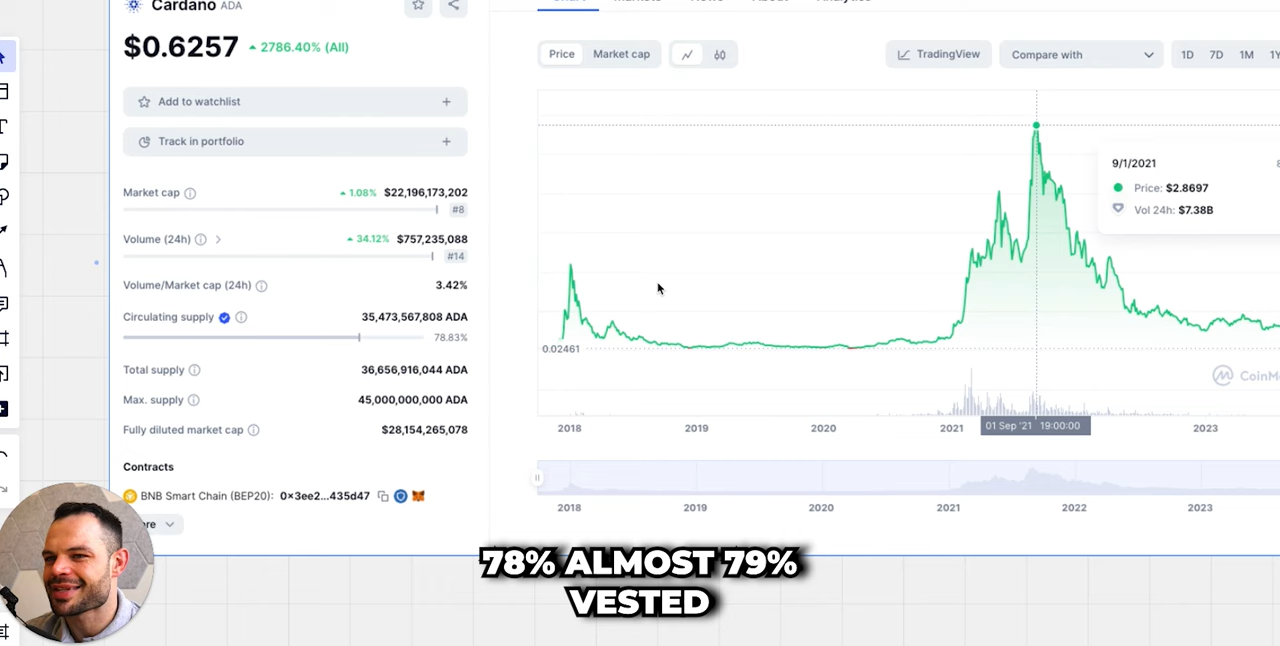 Cardano ADA
$0.6257 2786.40% (All)
Add to watchlist
Track in portfolio
Market cap 1.08% $22,196,173,202
#8
Volume (24h) 34.12% $757,235,088
#14
Volume/Market cap (24h) 3.42%
Circulating supply 35,473,567,808 ADA
78.83%
Total supply 36,656,916,044 ADA
Max. supply 45,000,000,000 ADA
Fully diluted market cap $28,154,265,078
Contracts
BNB Smart Chain (BEP20): 0x3ee2...435d47
Price Market cap TradingView Compare with 1D 7D 1M
9/1/2021
Price: $2.8697
Vol 24h: $7.38B
0.02461
2018 2019 2020 2021 01 Sep '21 19:00:00 2023
2018 2019 2020 2021 2022 2023
78% ALMOST 79%
VESTED